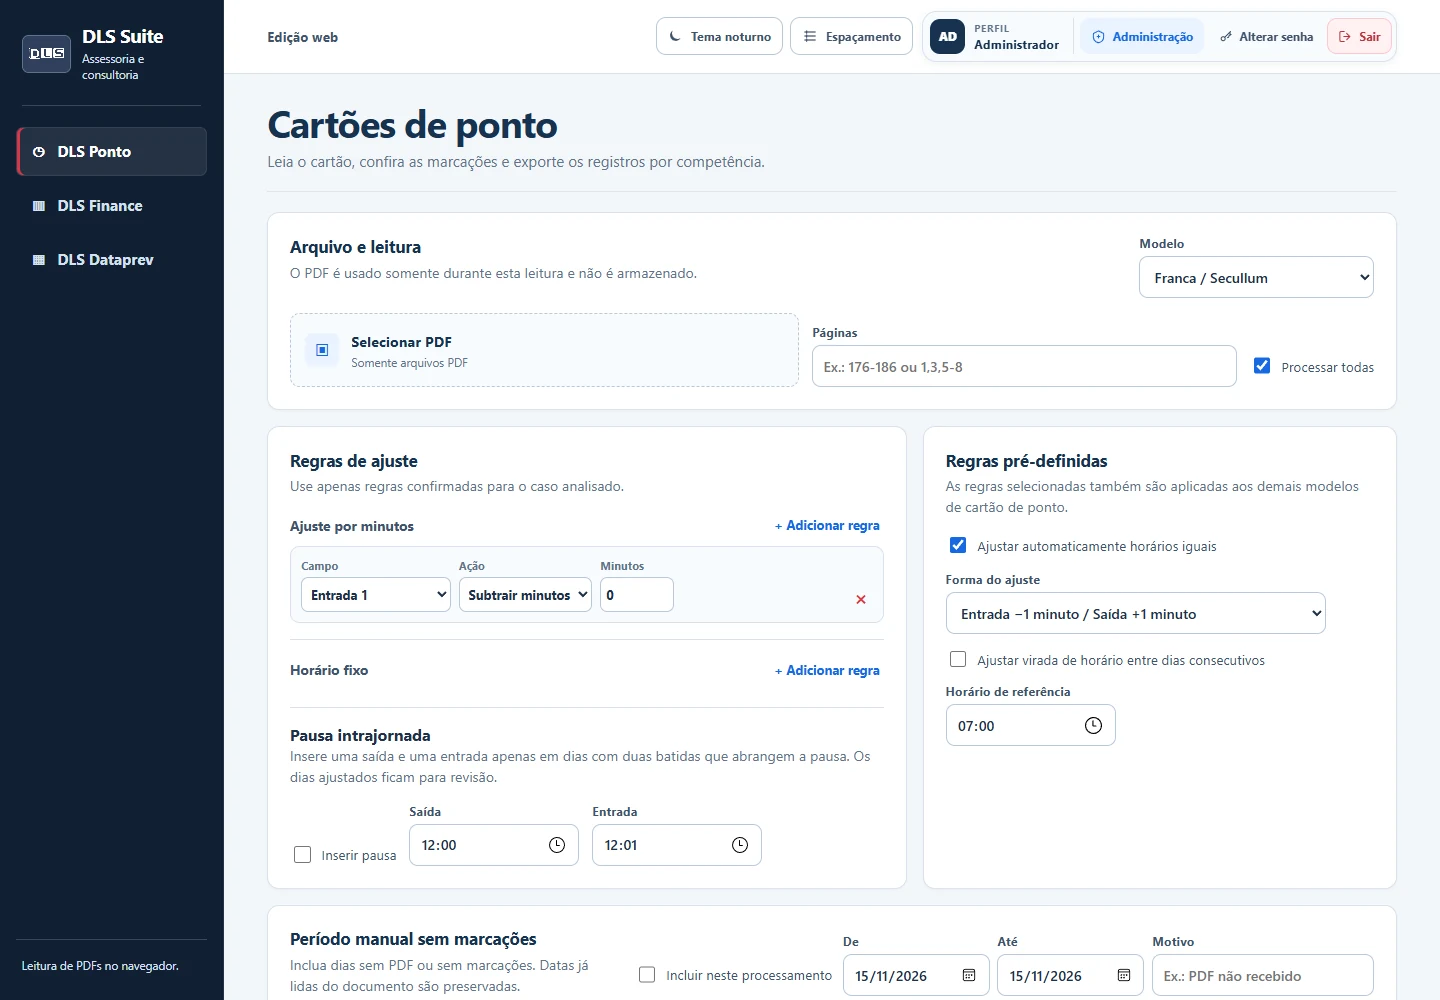 DLS
DLS Suite
Assessoria e
consultoria
DLS Ponto
DLS Finance
DLS Dataprev
Leitura de PDFs no navegador.
Edição web
Tema noturno
Espaçamento
AD
PERFIL
Administrador
Administração
Alterar senha
Sair
Cartões de ponto
Leia o cartão, confira as marcações e exporte os registros por competência.
Arquivo e leitura
O PDF é usado somente durante esta leitura e não é armazenado.
Modelo
Franca / Secullum
Selecionar PDF
Somente arquivos PDF
Páginas
Ex.: 176-186 ou 1,3,5-8
Processar todas
Regras de ajuste
Use apenas regras confirmadas para o caso analisado.
Ajuste por minutos
+ Adicionar regra
Campo
Ação
Minutos
Entrada 1
Subtrair minutos
0
×
Horário fixo
+ Adicionar regra
Pausa intrajornada
Insere uma saída e uma entrada apenas em dias com duas batidas que abrangem a pausa. Os
dias ajustados ficam para revisão.
Inserir pausa
Saída
12:00
Entrada
12:01
Regras pré-definidas
As regras selecionadas também são aplicadas aos demais modelos
de cartão de ponto.
Ajustar automaticamente horários iguais
Forma do ajuste
Entrada −1 minuto / Saída +1 minuto
Ajustar virada de horário entre dias consecutivos
Horário de referência
07:00
Período manual sem marcações
Inclua dias sem PDF ou sem marcações. Datas já
lidas do documento são preservadas.
Incluir neste processamento
De
15/11/2026
Até
15/11/2026
Motivo
Ex.: PDF não recebido